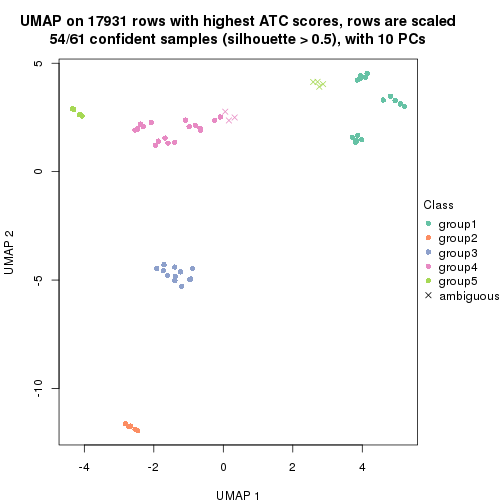 UMAP on 17931 rows with highest ATC scores, rows are scaled
54/61 confident samples (silhouette > 0.5), with 10 PCs
5
0
-5
-10
UMAP 2
-4
-2
0
2
4
UMAP 1
Class
group1
group2
group3
group4
group5
ambiguous